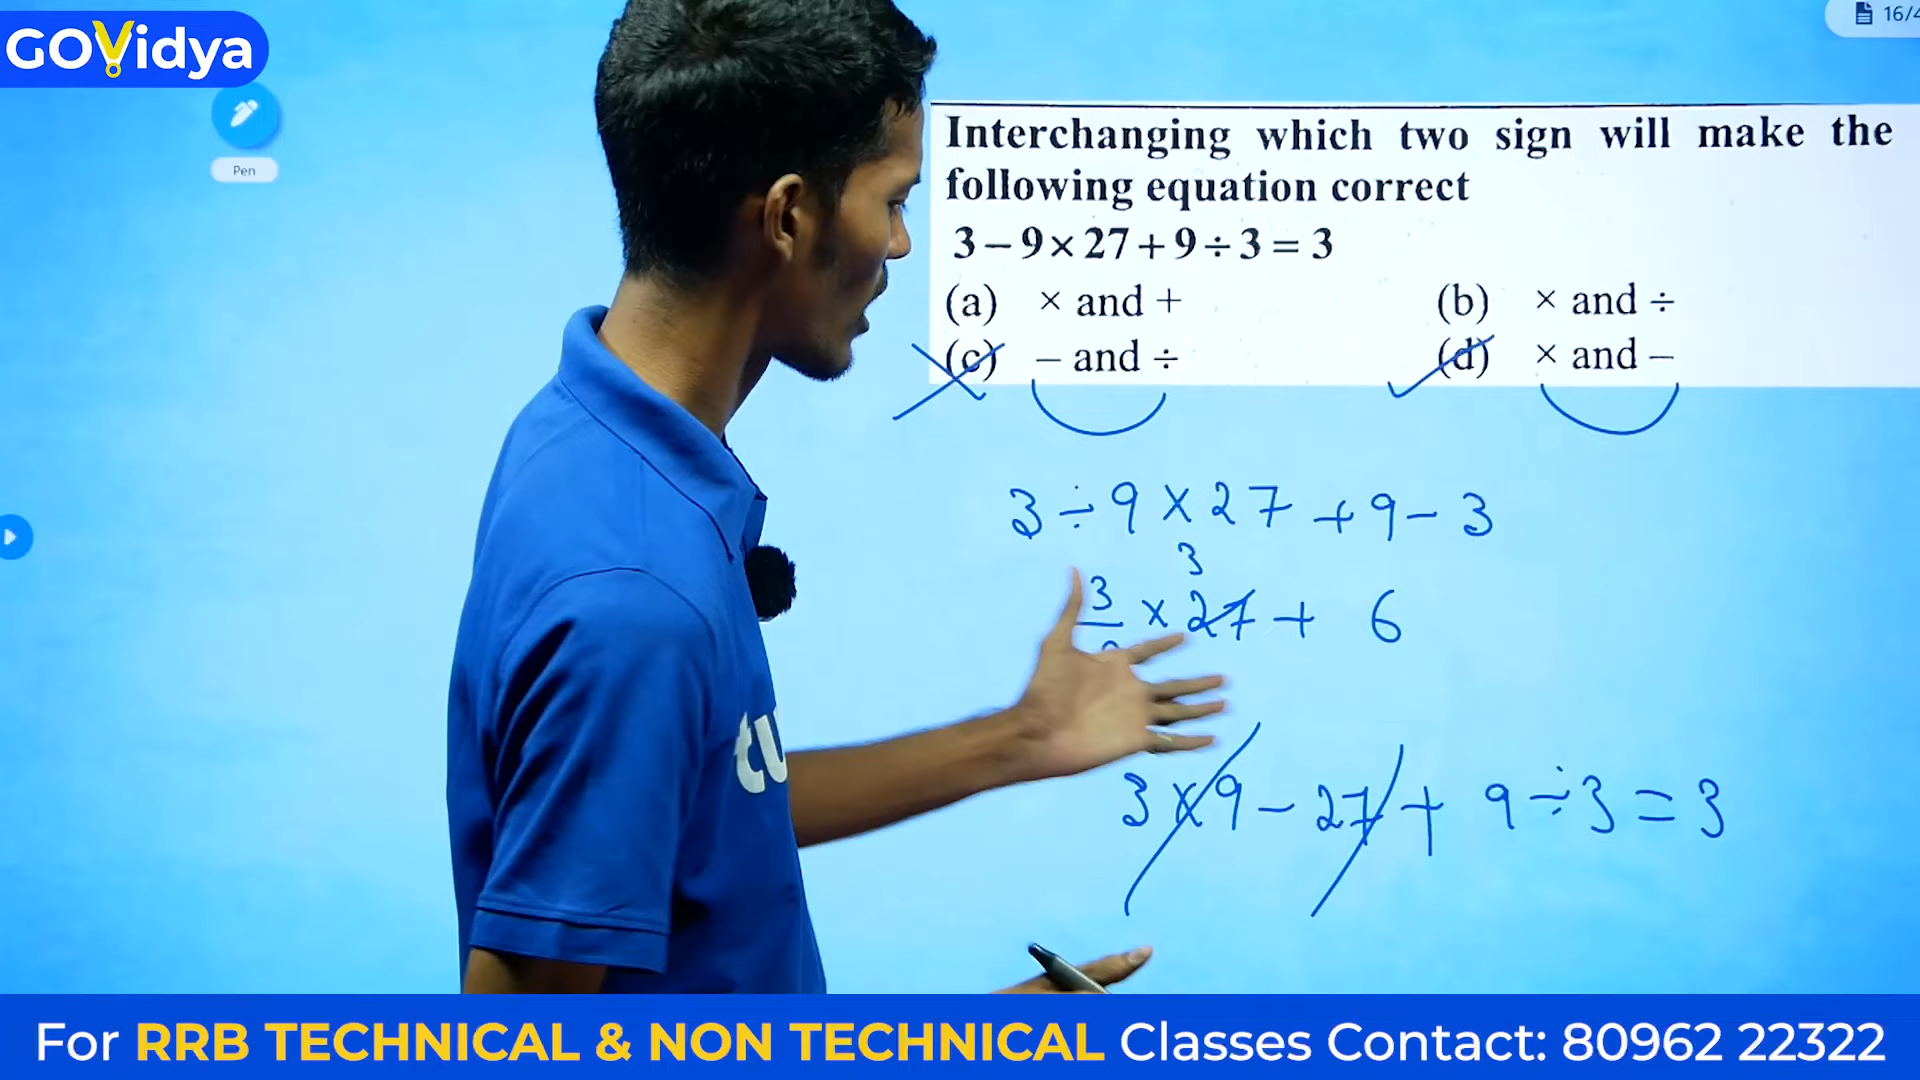 GOVidya
16/4
Pen
Interchanging which two sign will make the
following equation correct
3 – 9 × 27 + 9 ÷ 3 = 3
(a) × and +
(b) × and ÷
(c) – and ÷
(d) × and –
3 ÷ 9 × 27 + 9 – 3
3
3 × 27 + 6
3 × 9 – 27 + 9 ÷ 3 = 3
tu
For RRB TECHNICAL & NON TECHNICAL Classes Contact: 80962 22322